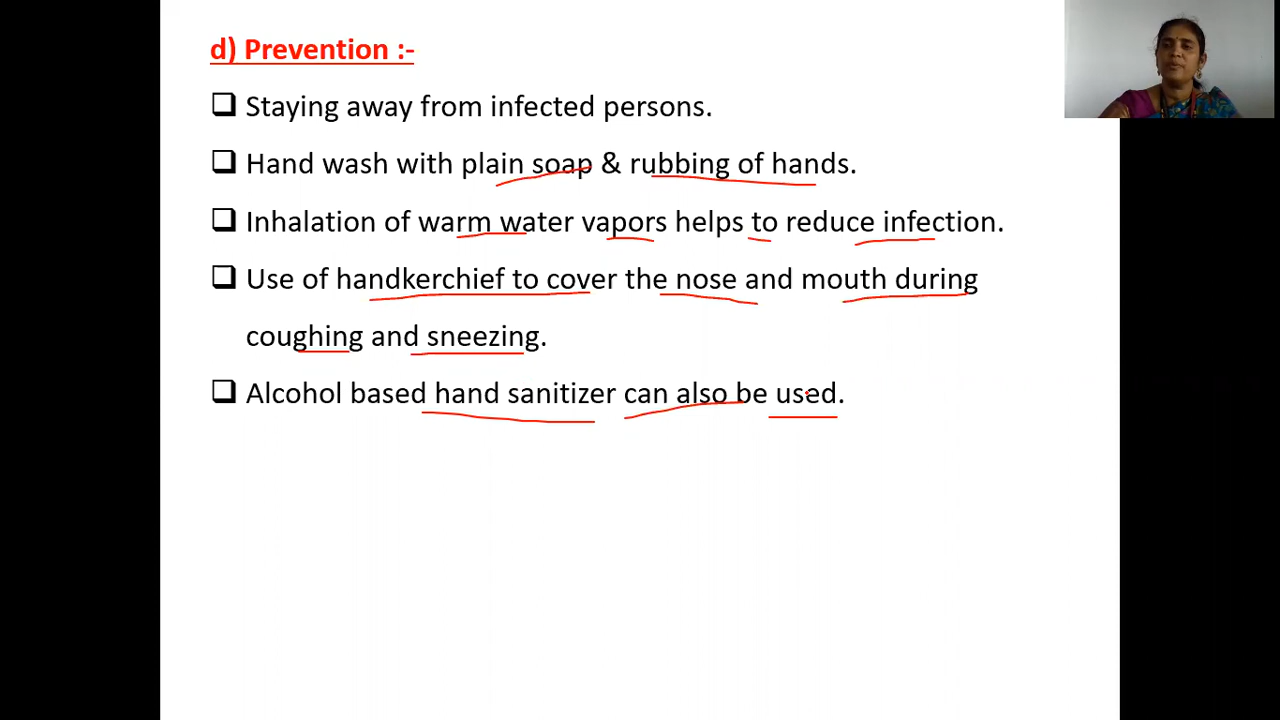 d) Prevention :-
❑ Staying away from infected persons.
❑ Hand wash with plain soap & rubbing of hands.
❑ Inhalation of warm water vapors helps to reduce infection.
❑ Use of handkerchief to cover the nose and mouth during
coughing and sneezing.
❑ Alcohol based hand sanitizer can also be used.